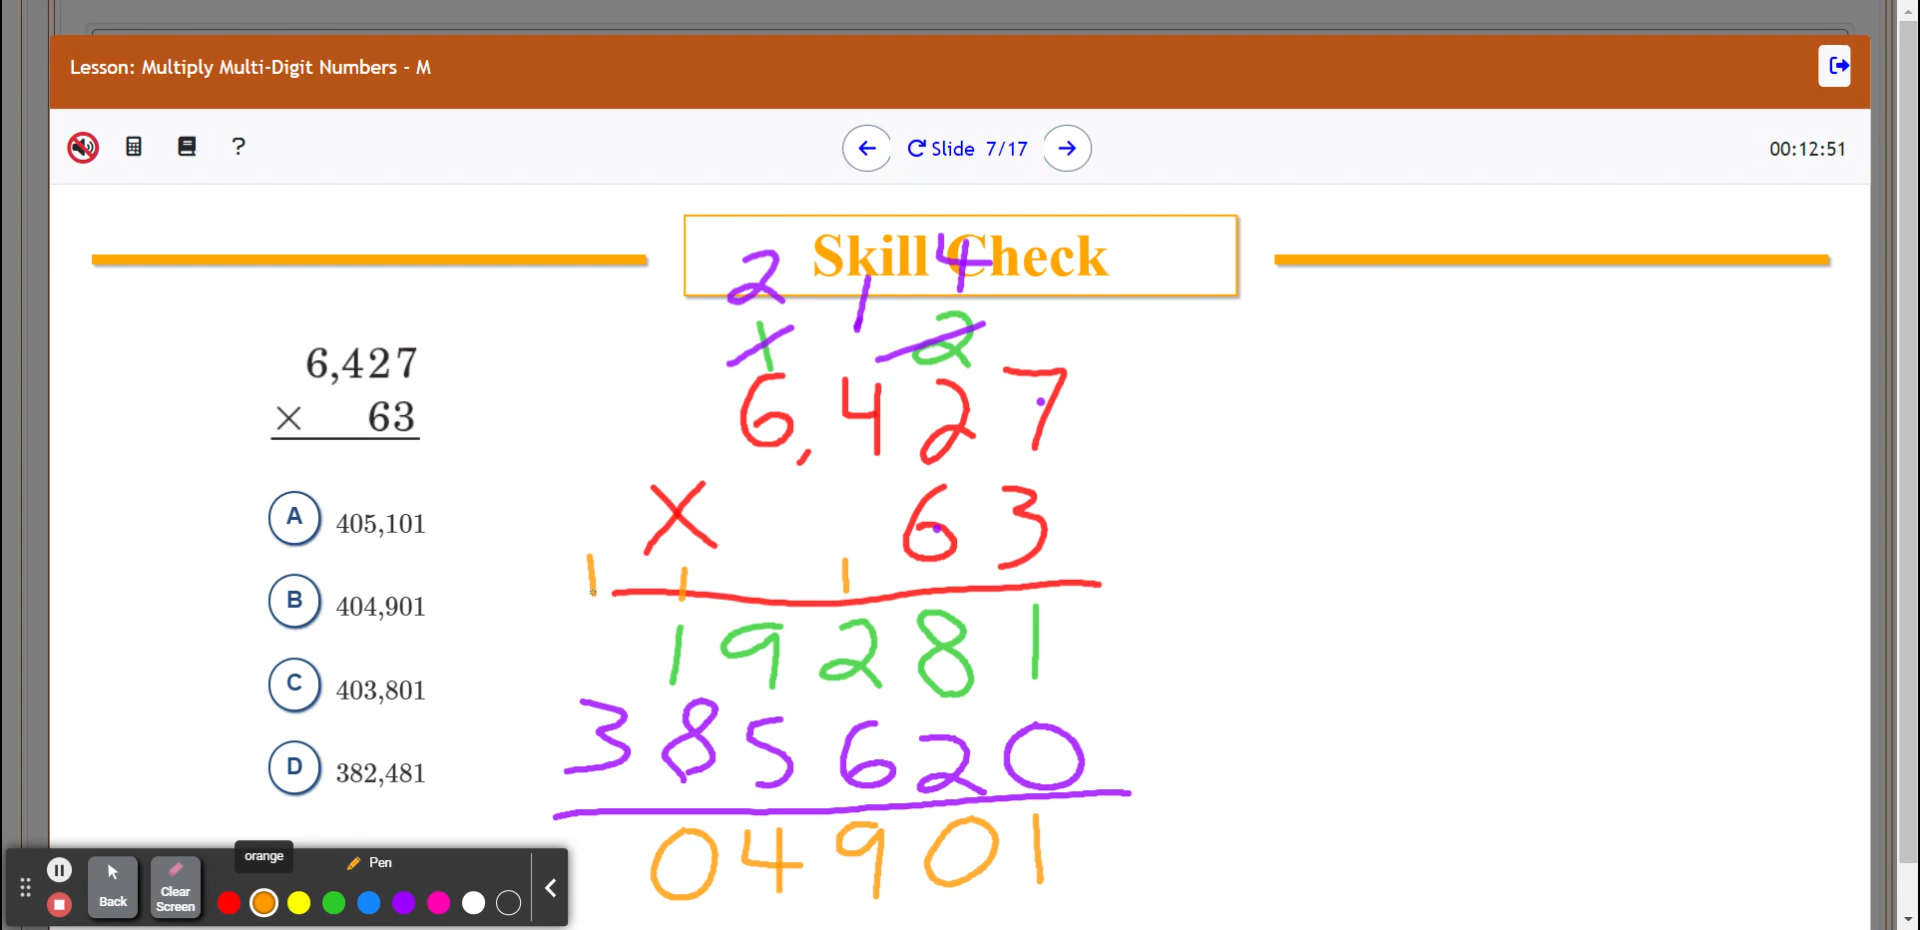 Lesson: Multiply Multi-Digit Numbers - M
?
Slide 7/17
00:12:51
Skill Check
2 1 4
1 2
6,427
× 63
1 1 1
19281
385620
04901
6,427
× 63
A 405,101
B 404,901
C 403,801
D 382,481
orange
Pen
Back
Clear
Screen